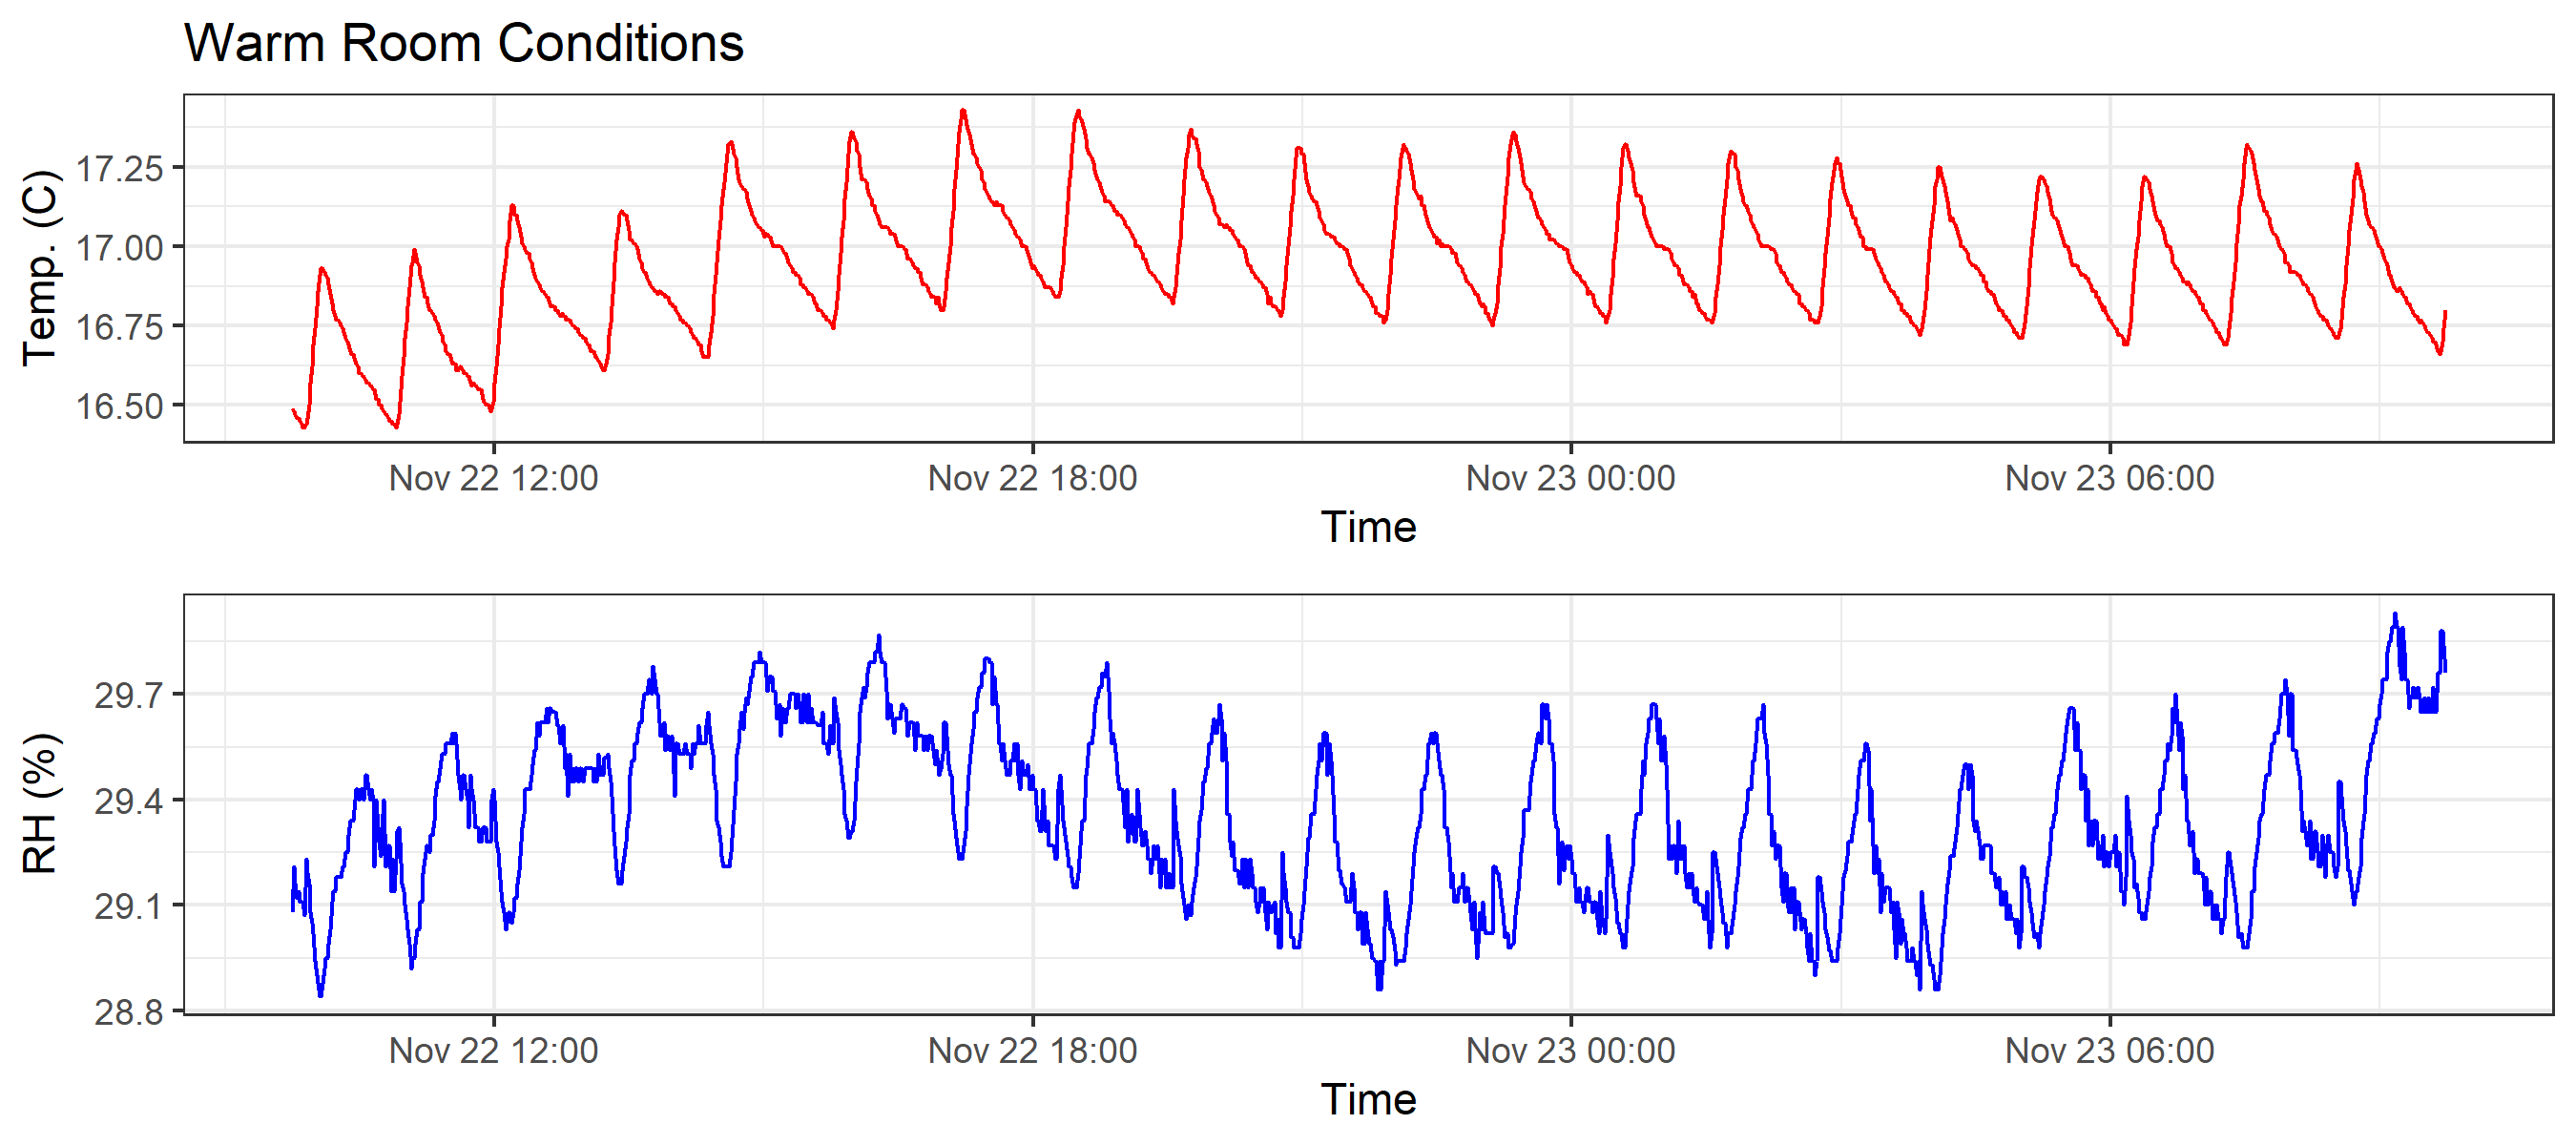 Warm Room Conditions
Temp. (C)
17.25
17.00
16.75
16.50
Nov 22 12:00 Nov 22 18:00 Nov 23 00:00 Nov 23 06:00
Time
RH (%)
29.7
29.4
29.1
28.8
Nov 22 12:00 Nov 22 18:00 Nov 23 00:00 Nov 23 06:00
Time